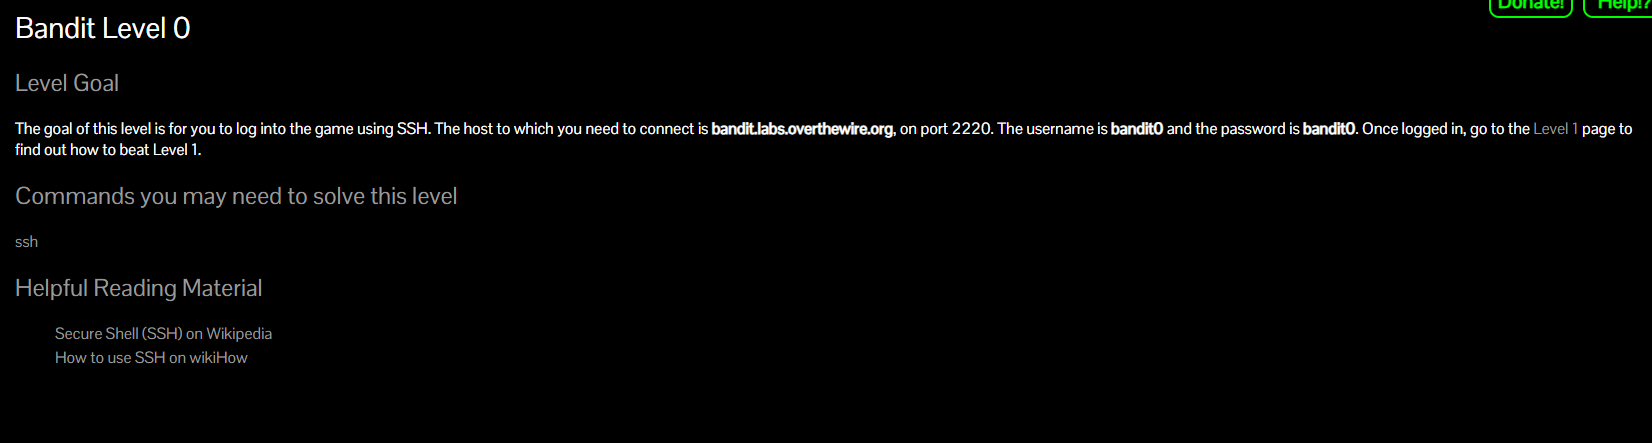 Donate!
Help!?
Bandit Level 0
Level Goal
The goal of this level is for you to log into the game using SSH. The host to which you need to connect is bandit.labs.overthewire.org, on port 2220. The username is bandit0 and the password is bandit0. Once logged in, go to the Level 1 page to
find out how to beat Level 1.
Commands you may need to solve this level
ssh
Helpful Reading Material
Secure Shell (SSH) on Wikipedia
How to use SSH on wikiHow